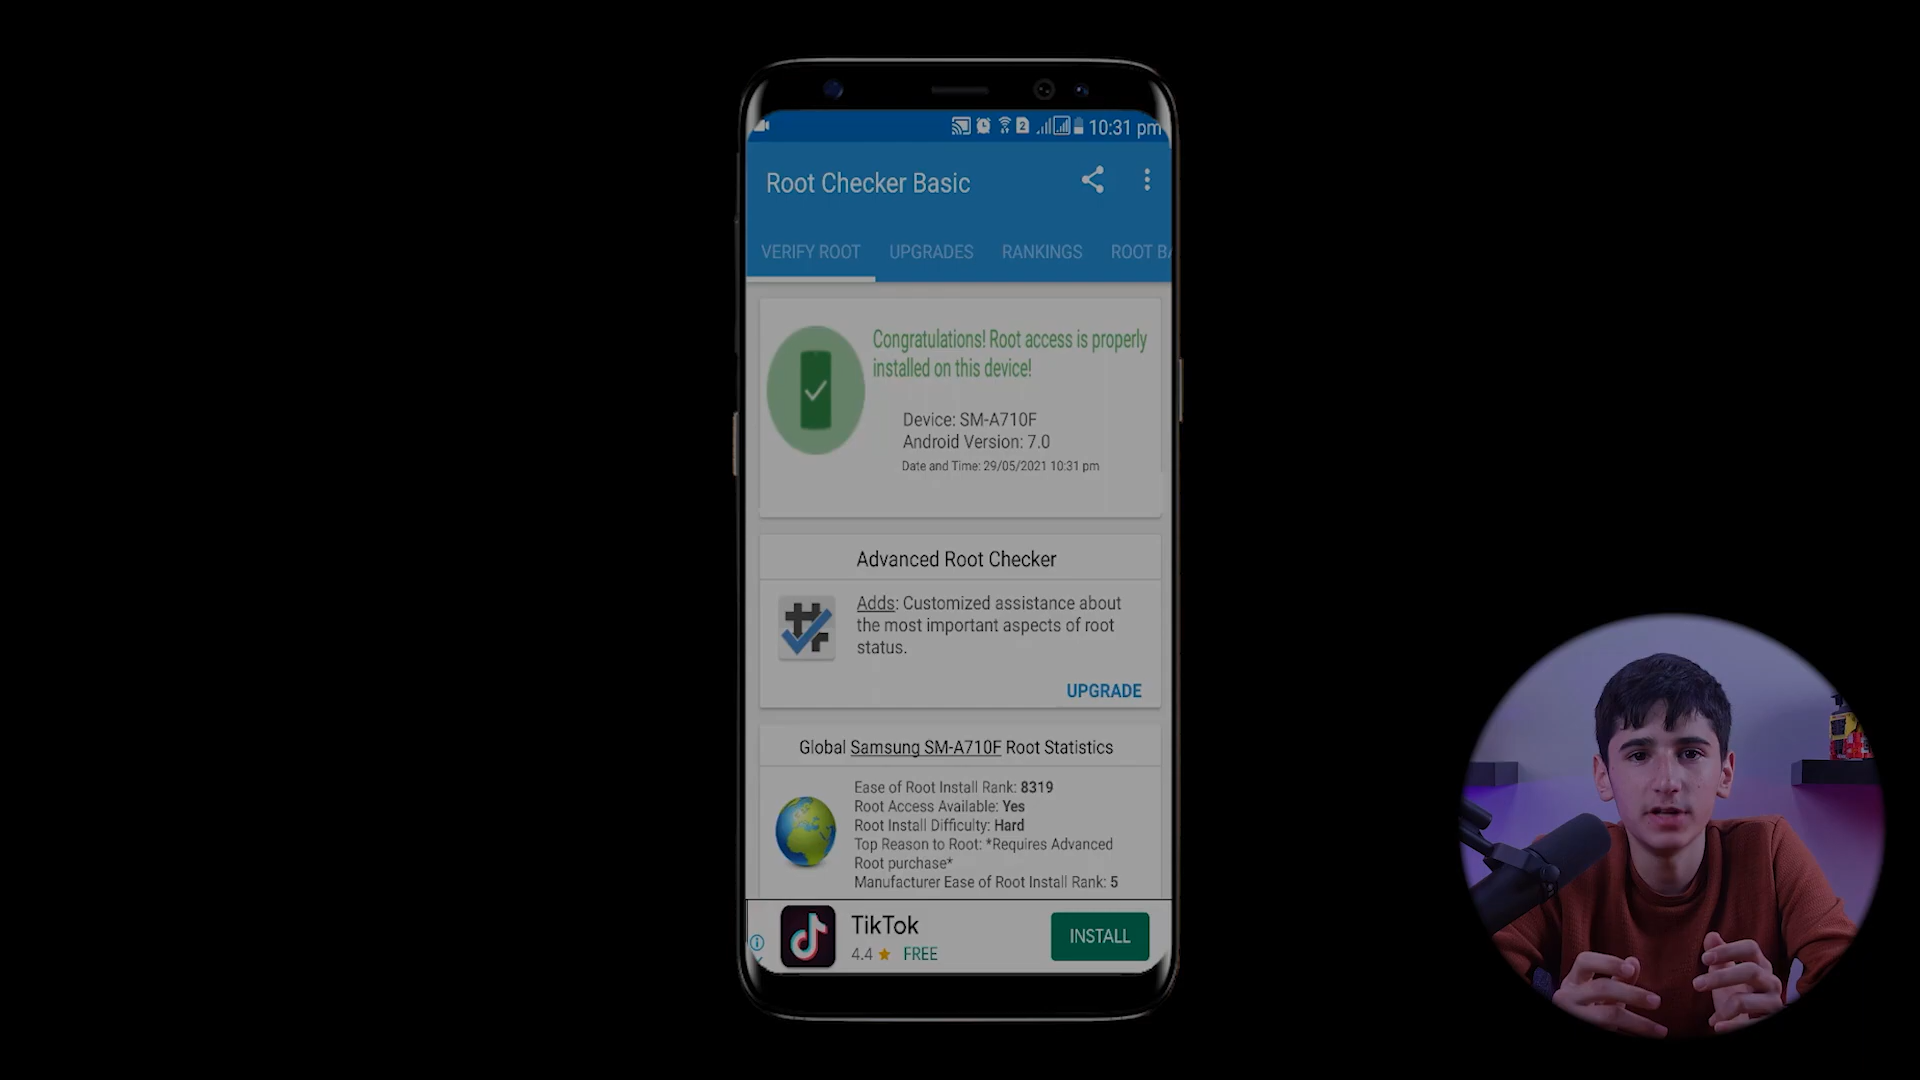 2 10:31 pm
Root Checker Basic
VERIFY ROOT UPGRADES RANKINGS ROOT BA
Congratulations! Root access is properly
installed on this device!
Device: SM-A710F
Android Version: 7.0
Date and Time: 29/05/2021 10:31 pm
Advanced Root Checker
Adds: Customized assistance about
the most important aspects of root
status.
UPGRADE
Global Samsung SM-A710F Root Statistics
Ease of Root Install Rank: 8319
Root Access Available: Yes
Root Install Difficulty: Hard
Top Reason to Root: *Requires Advanced
Root purchase*
Manufacturer Ease of Root Install Rank: 5
TikTok
4.4 FREE
INSTALL